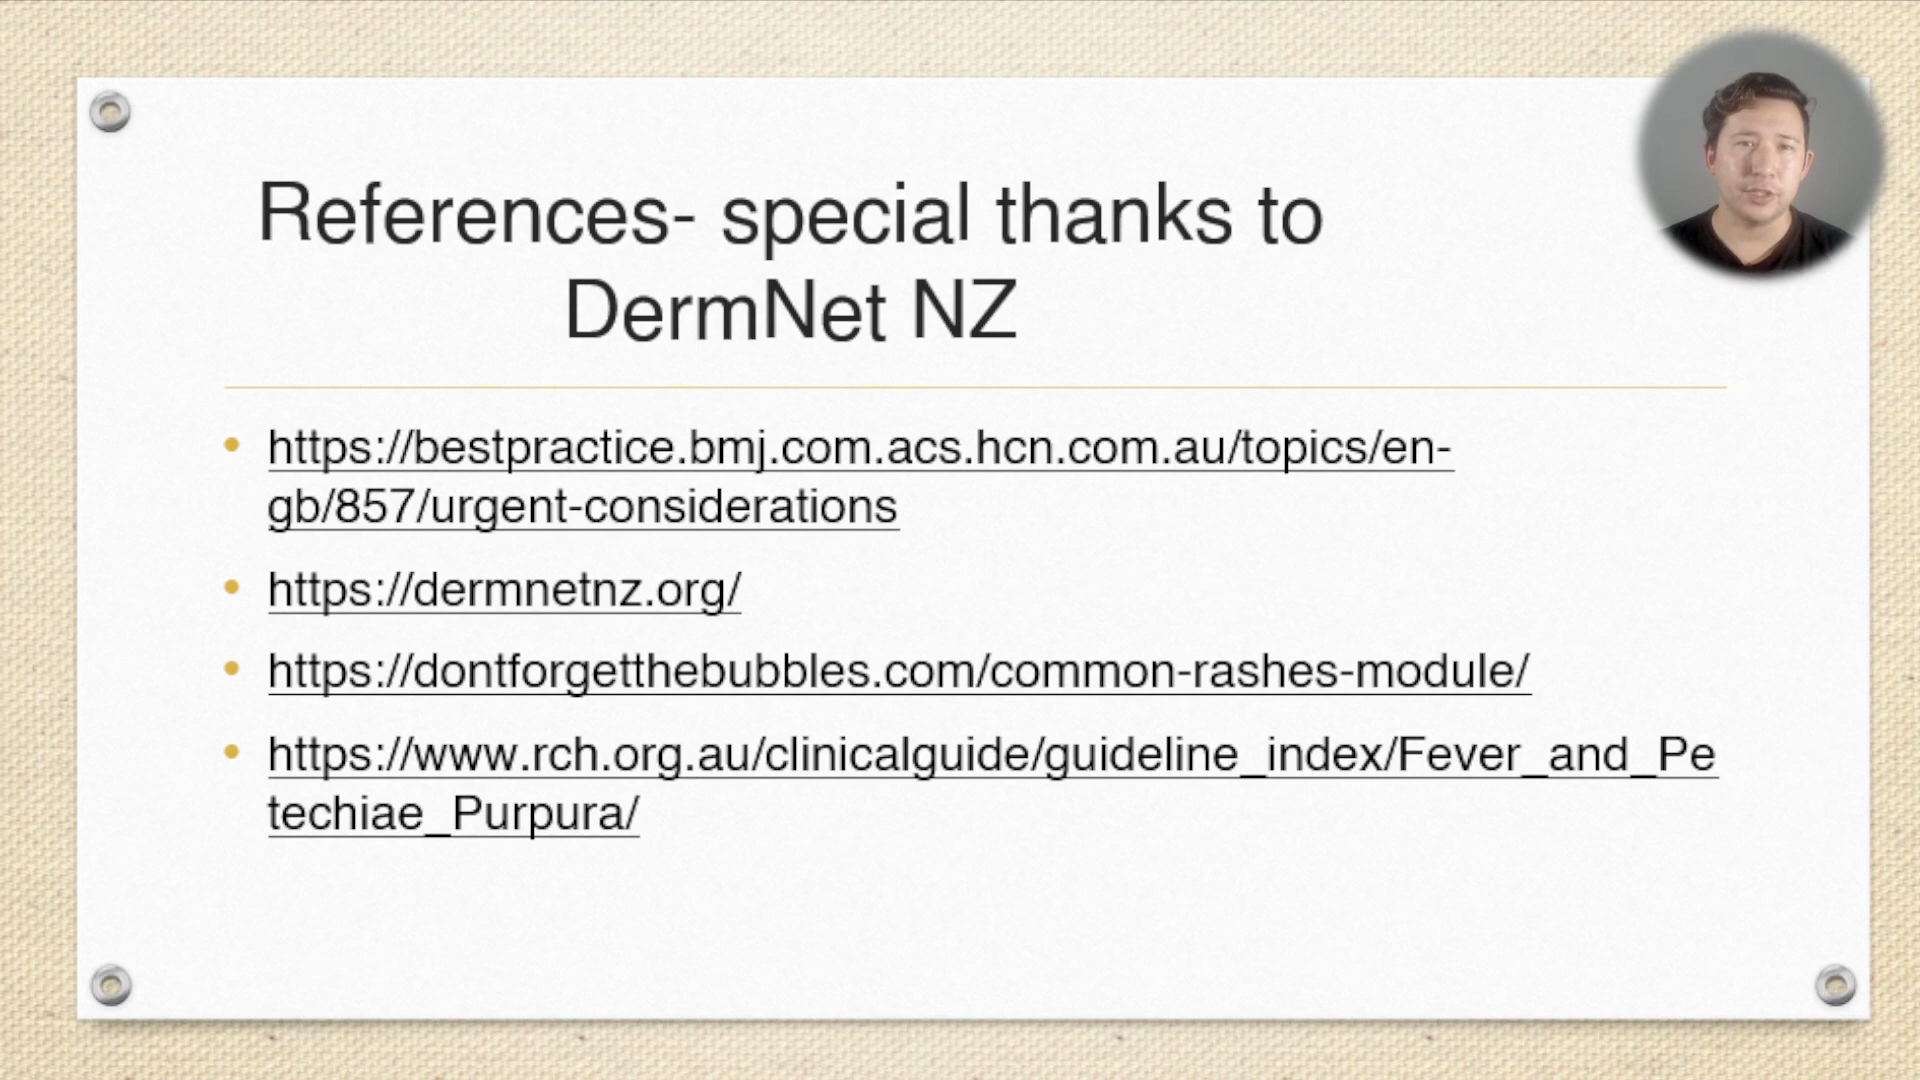 References- special thanks to
DermNet NZ
https://bestpractice.bmj.com.acs.hcn.com.au/topics/en-
gb/857/urgent-considerations
https://dermnetnz.org/
https://dontforgetthebubbles.com/common-rashes-module/
https://www.rch.org.au/clinicalguide/guideline_index/Fever_and_Pe
techiae_Purpura/